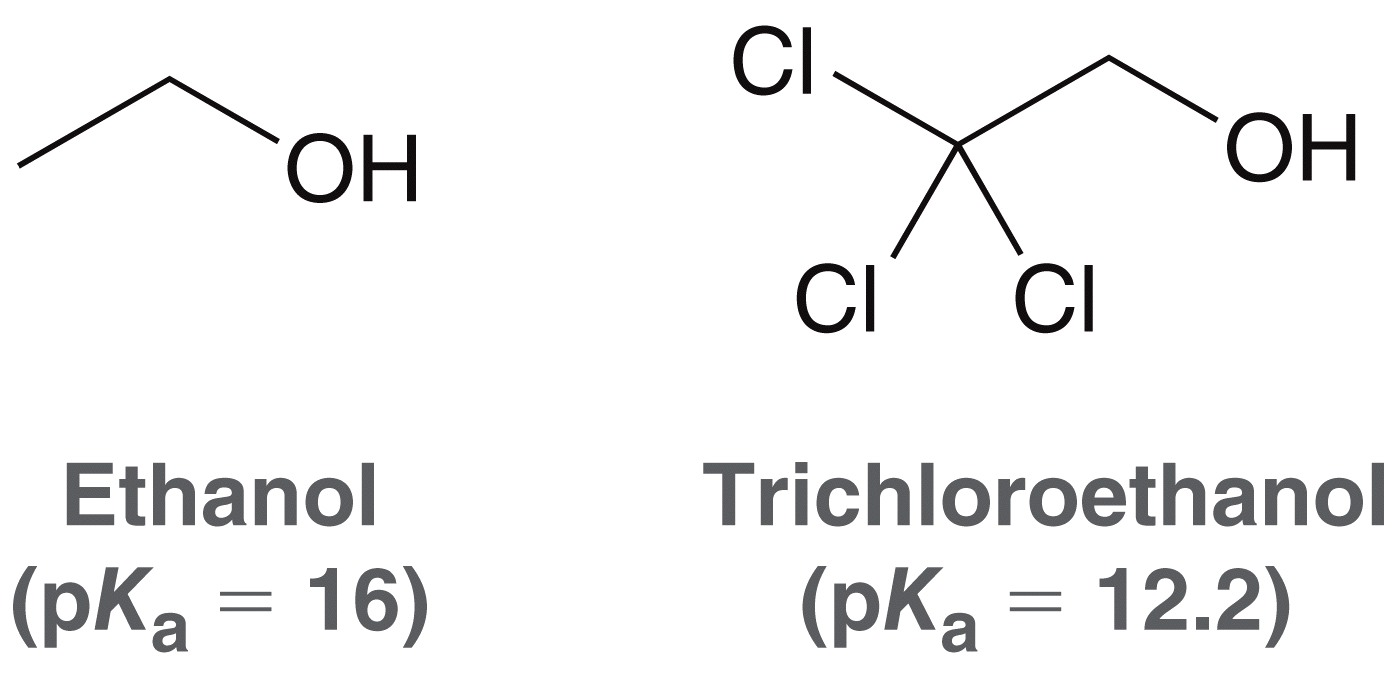 Cl
OH
OH
Cl
Cl
Ethanol
(pKa = 16)
Trichloroethanol
(pKa = 12.2)